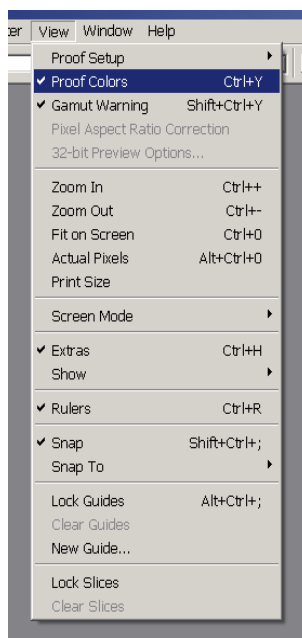 View Window Help
Proof Setup
Proof Colors Ctrl+Y
Gamut Warning Shift+Ctrl+Y
Pixel Aspect Ratio Correction
32-bit Preview Options...
Zoom In Ctrl++
Zoom Out Ctrl+-
Fit on Screen Ctrl+0
Actual Pixels Alt+Ctrl+0
Print Size
Screen Mode
Extras Ctrl+H
Show
Rulers Ctrl+R
Snap Shift+Ctrl+;
Snap To
Lock Guides Alt+Ctrl+;
Clear Guides
New Guide...
Lock Slices
Clear Slices